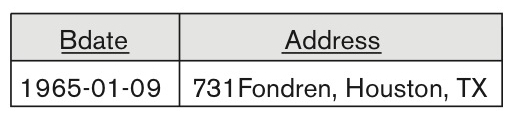 Bdate Address
1965-01-09 731Fondren, Houston, TX